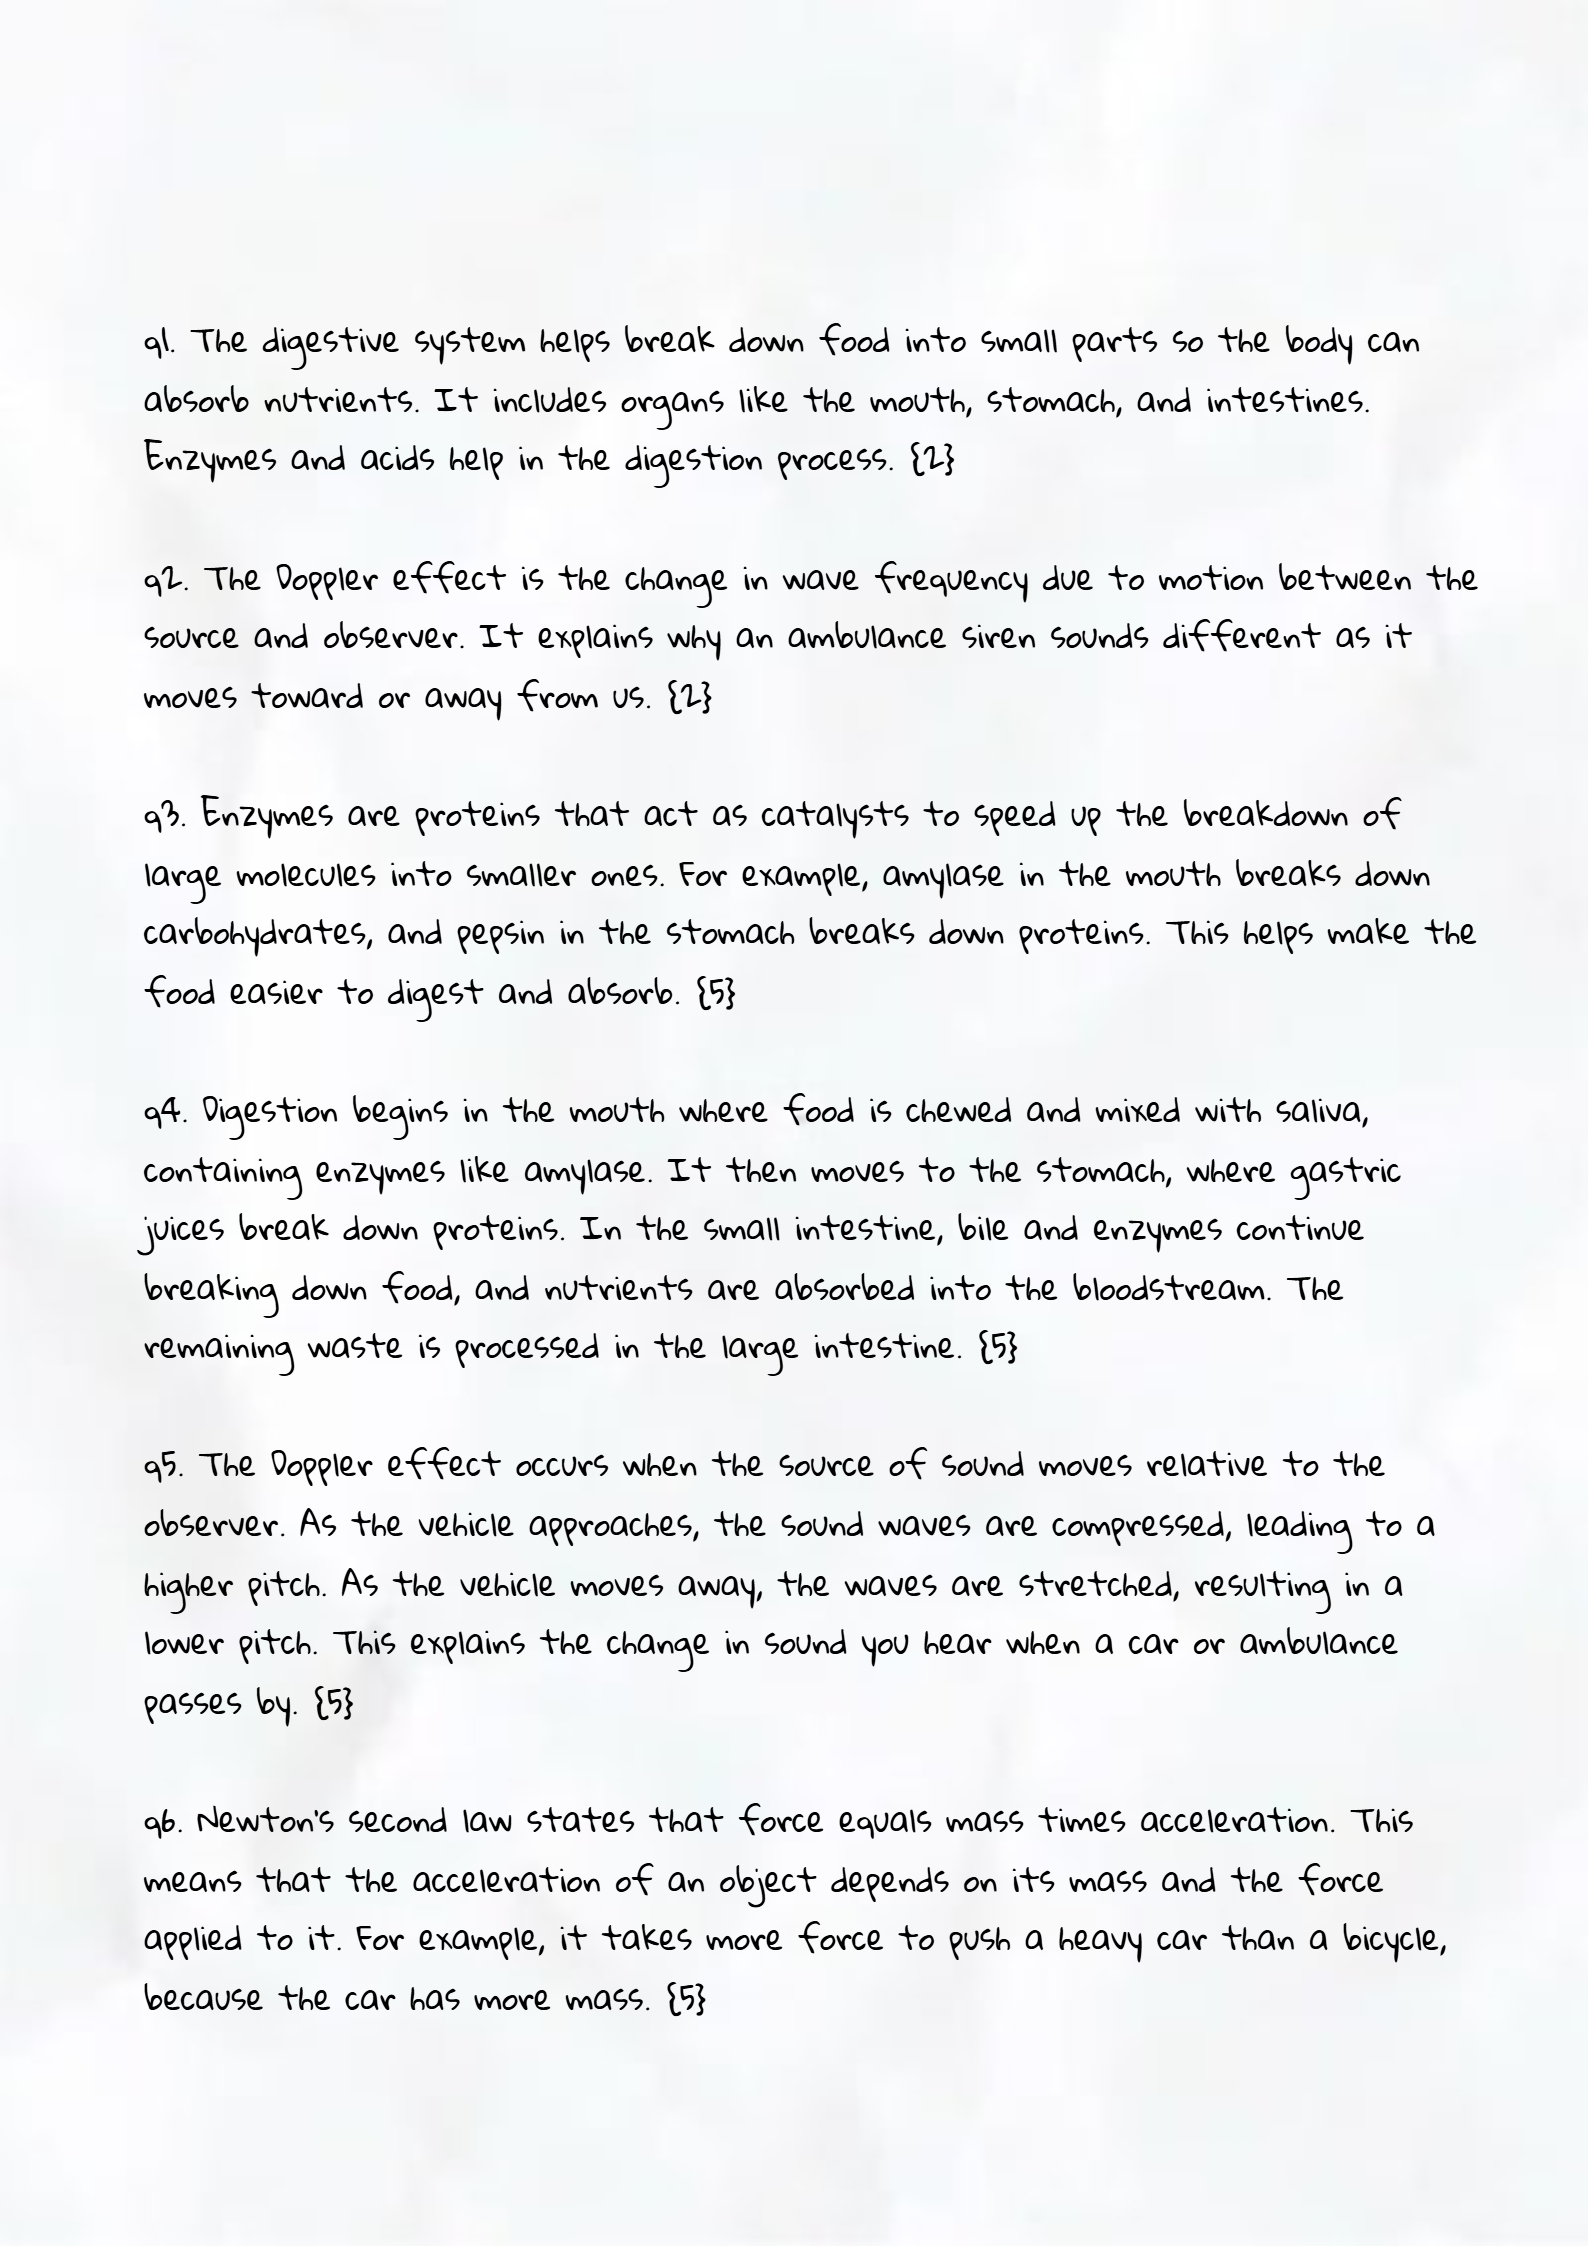 q1. The digestive system helps break down food into small parts so the body can
absorb nutrients. It includes organs like the mouth, stomach, and intestines.
Enzymes and acids help in the digestion process. {2}
q2. The Doppler effect is the change in wave frequency due to motion between the
source and observer. It explains why an ambulance siren sounds different as it
moves toward or away from us. {2}
q3. Enzymes are proteins that act as catalysts to speed up the breakdown of
large molecules into smaller ones. For example, amylase in the mouth breaks down
carbohydrates, and pepsin in the stomach breaks down proteins. This helps make the
food easier to digest and absorb. {5}
q4. Digestion begins in the mouth where food is chewed and mixed with saliva,
containing enzymes like amylase. It then moves to the stomach, where gastric
juices break down proteins. In the small intestine, bile and enzymes continue
breaking down food, and nutrients are absorbed into the bloodstream. The
remaining waste is processed in the large intestine. {5}
q5. The Doppler effect occurs when the source of sound moves relative to the
observer. As the vehicle approaches, the sound waves are compressed, leading to a
higher pitch. As the vehicle moves away, the waves are stretched, resulting in a
lower pitch. This explains the change in sound you hear when a car or ambulance
passes by. {5}
q6. Newton's second law states that force equals mass times acceleration. This
means that the acceleration of an object depends on its mass and the force
applied to it. For example, it takes more force to push a heavy car than a bicycle,
because the car has more mass. {5}